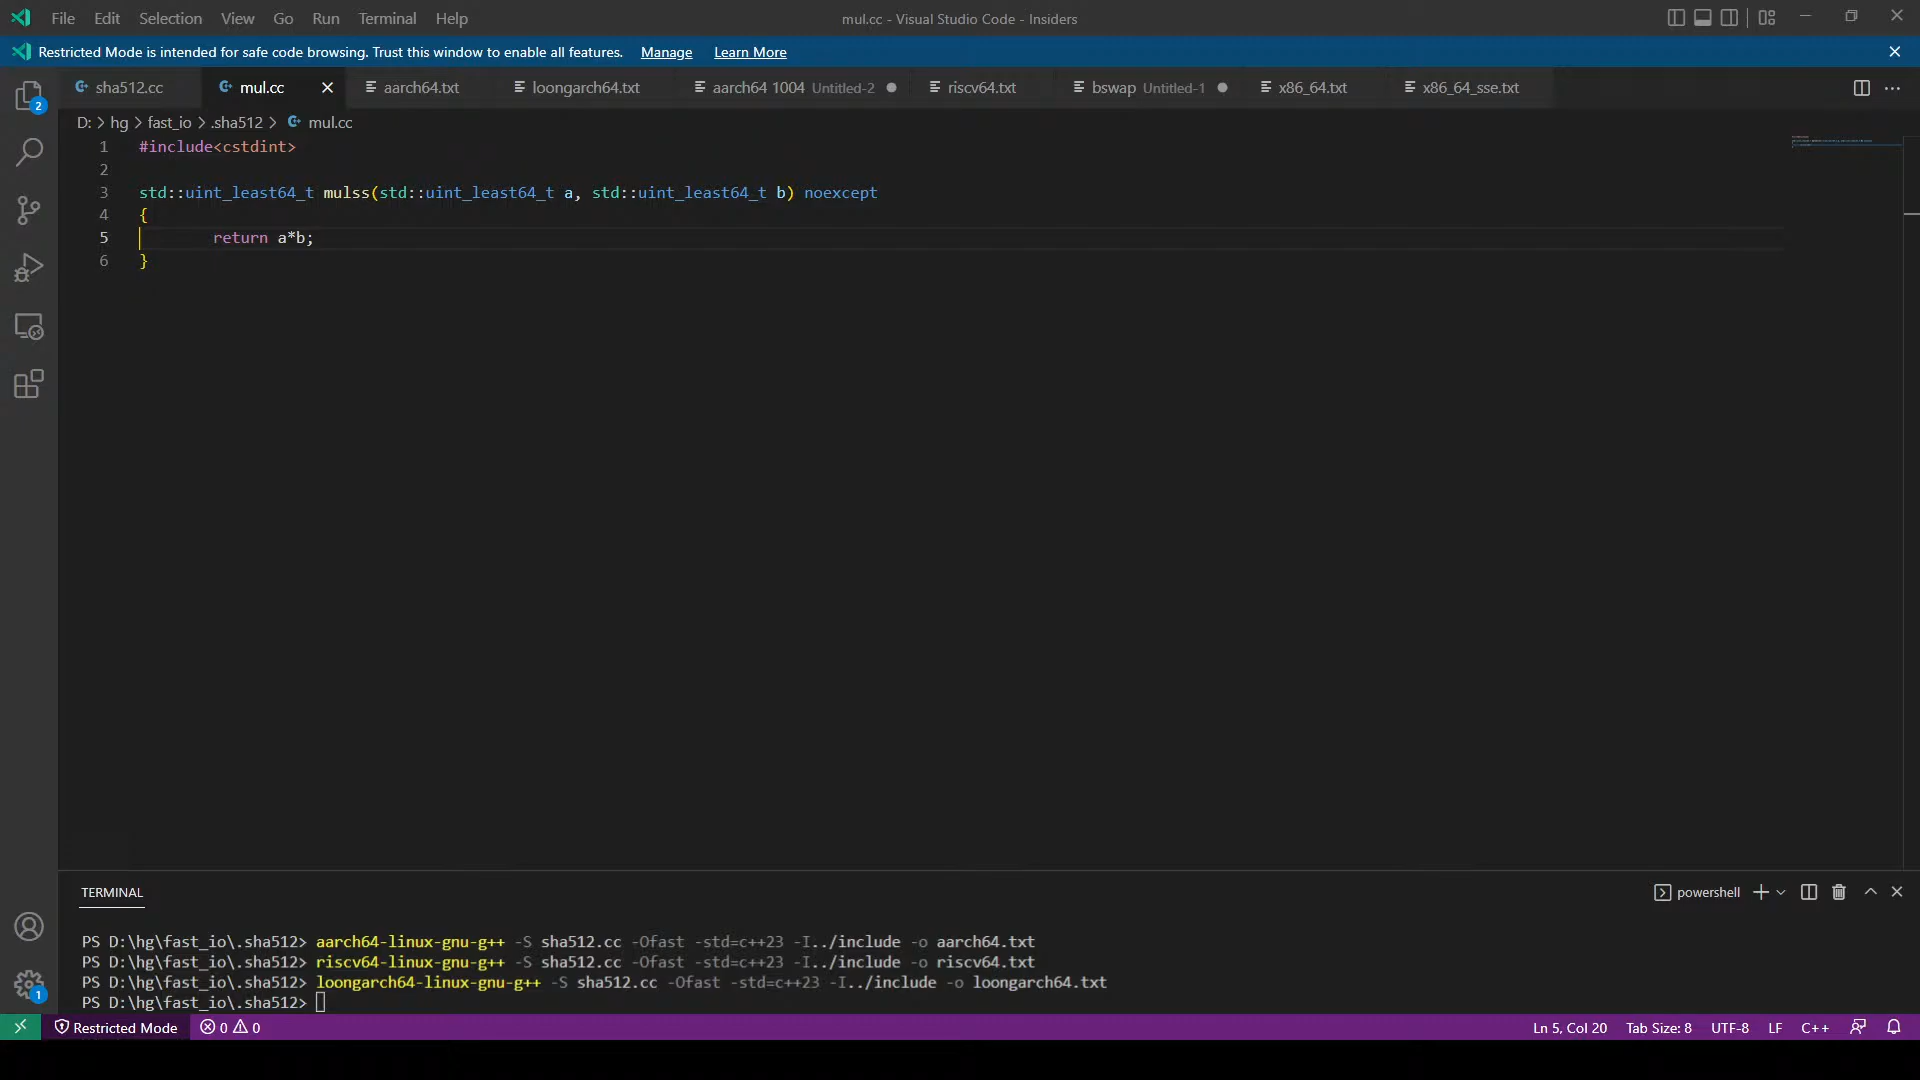 File Edit Selection View Go Run Terminal Help mul.cc - Visual Studio Code - Insiders
Restricted Mode is intended for safe code browsing. Trust this window to enable all features. Manage Learn More
2
sha512.cc mul.cc aarch64.txt loongarch64.txt aarch64 1004 Untitled-2 riscv64.txt bswap Untitled-1 x86_64.txt x86_64_sse.txt
D: > hg > fast_io > .sha512 > mul.cc
1 #include<cstdint>
2
3 std::uint_least64_t mulss(std::uint_least64_t a, std::uint_least64_t b) noexcept
4 {
5 return a*b;
6 }
TERMINAL
powershell
PS D:\hg\fast_io\.sha512> aarch64-linux-gnu-g++ -S sha512.cc -Ofast -std=c++23 -I../include -o aarch64.txt
PS D:\hg\fast_io\.sha512> riscv64-linux-gnu-g++ -S sha512.cc -Ofast -std=c++23 -I../include -o riscv64.txt
PS D:\hg\fast_io\.sha512> loongarch64-linux-gnu-g++ -S sha512.cc -Ofast -std=c++23 -I../include -o loongarch64.txt
PS D:\hg\fast_io\.sha512>
1
Restricted Mode 0 0 Ln 5, Col 20 Tab Size: 8 UTF-8 LF C++